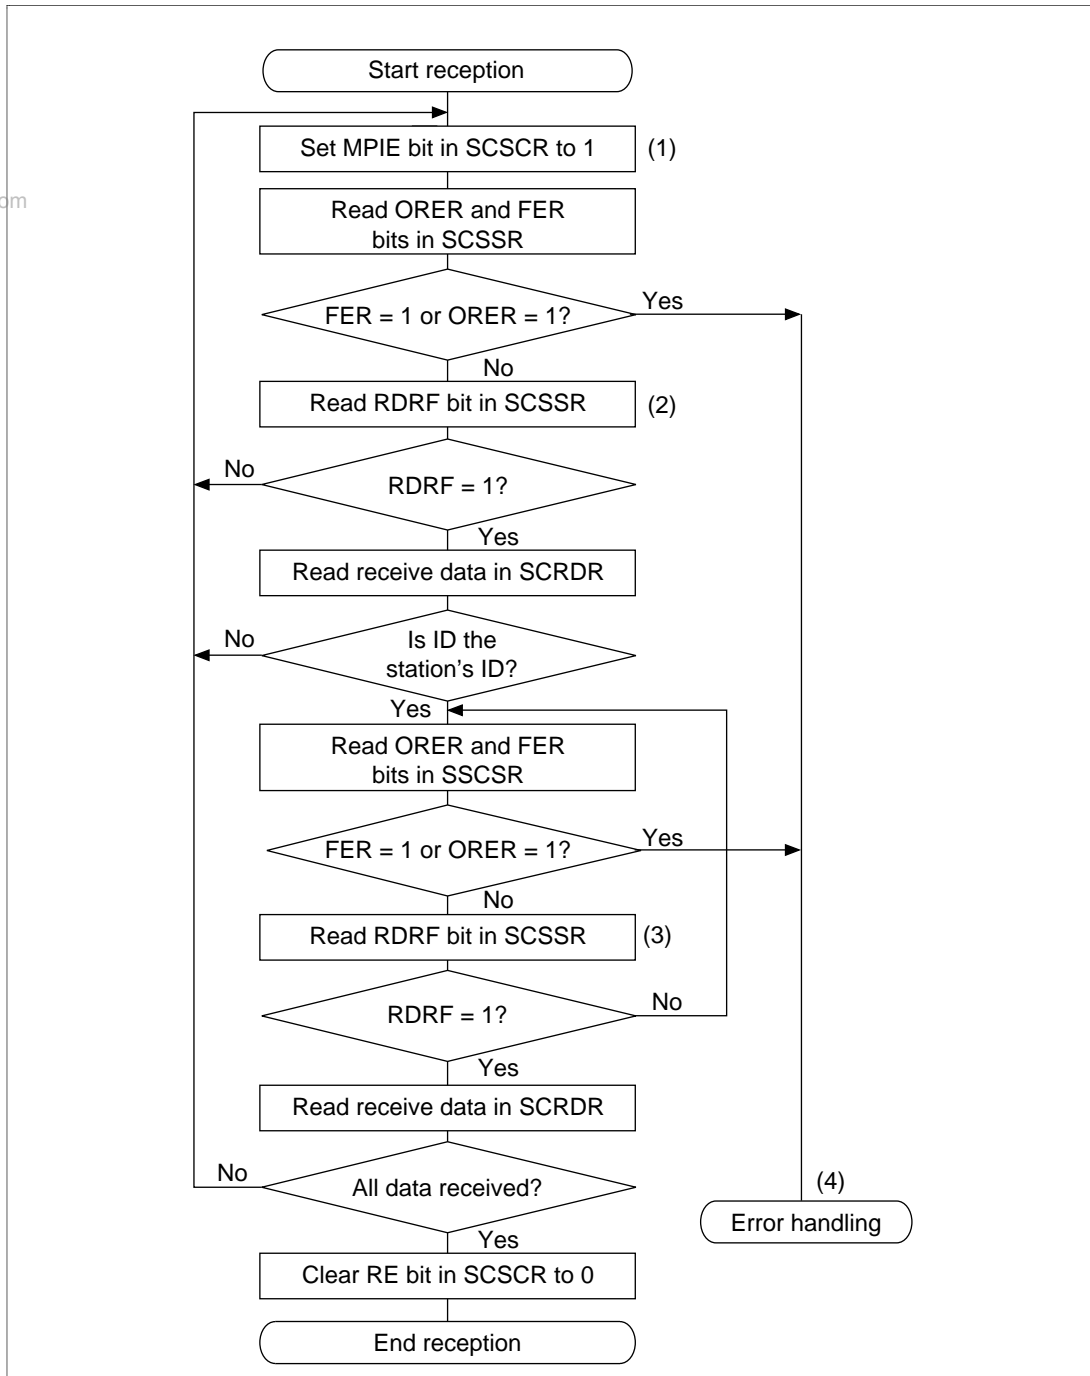 Start reception
Set MPIE bit in SCSCR to 1
(1)
om
Read ORER and FER
bits in SCSSR
FER = 1 or ORER = 1?
Yes
No
Read RDRF bit in SCSSR
(2)
No
RDRF = 1?
Yes
Read receive data in SCRDR
No
Is ID the
station's ID?
Yes
Read ORER and FER
bits in SSCSR
FER = 1 or ORER = 1?
Yes
No
Read RDRF bit in SCSSR
(3)
RDRF = 1?
No
Yes
Read receive data in SCRDR
No
All data received?
(4)
Error handling
Yes
Clear RE bit in SCSCR to 0
End reception